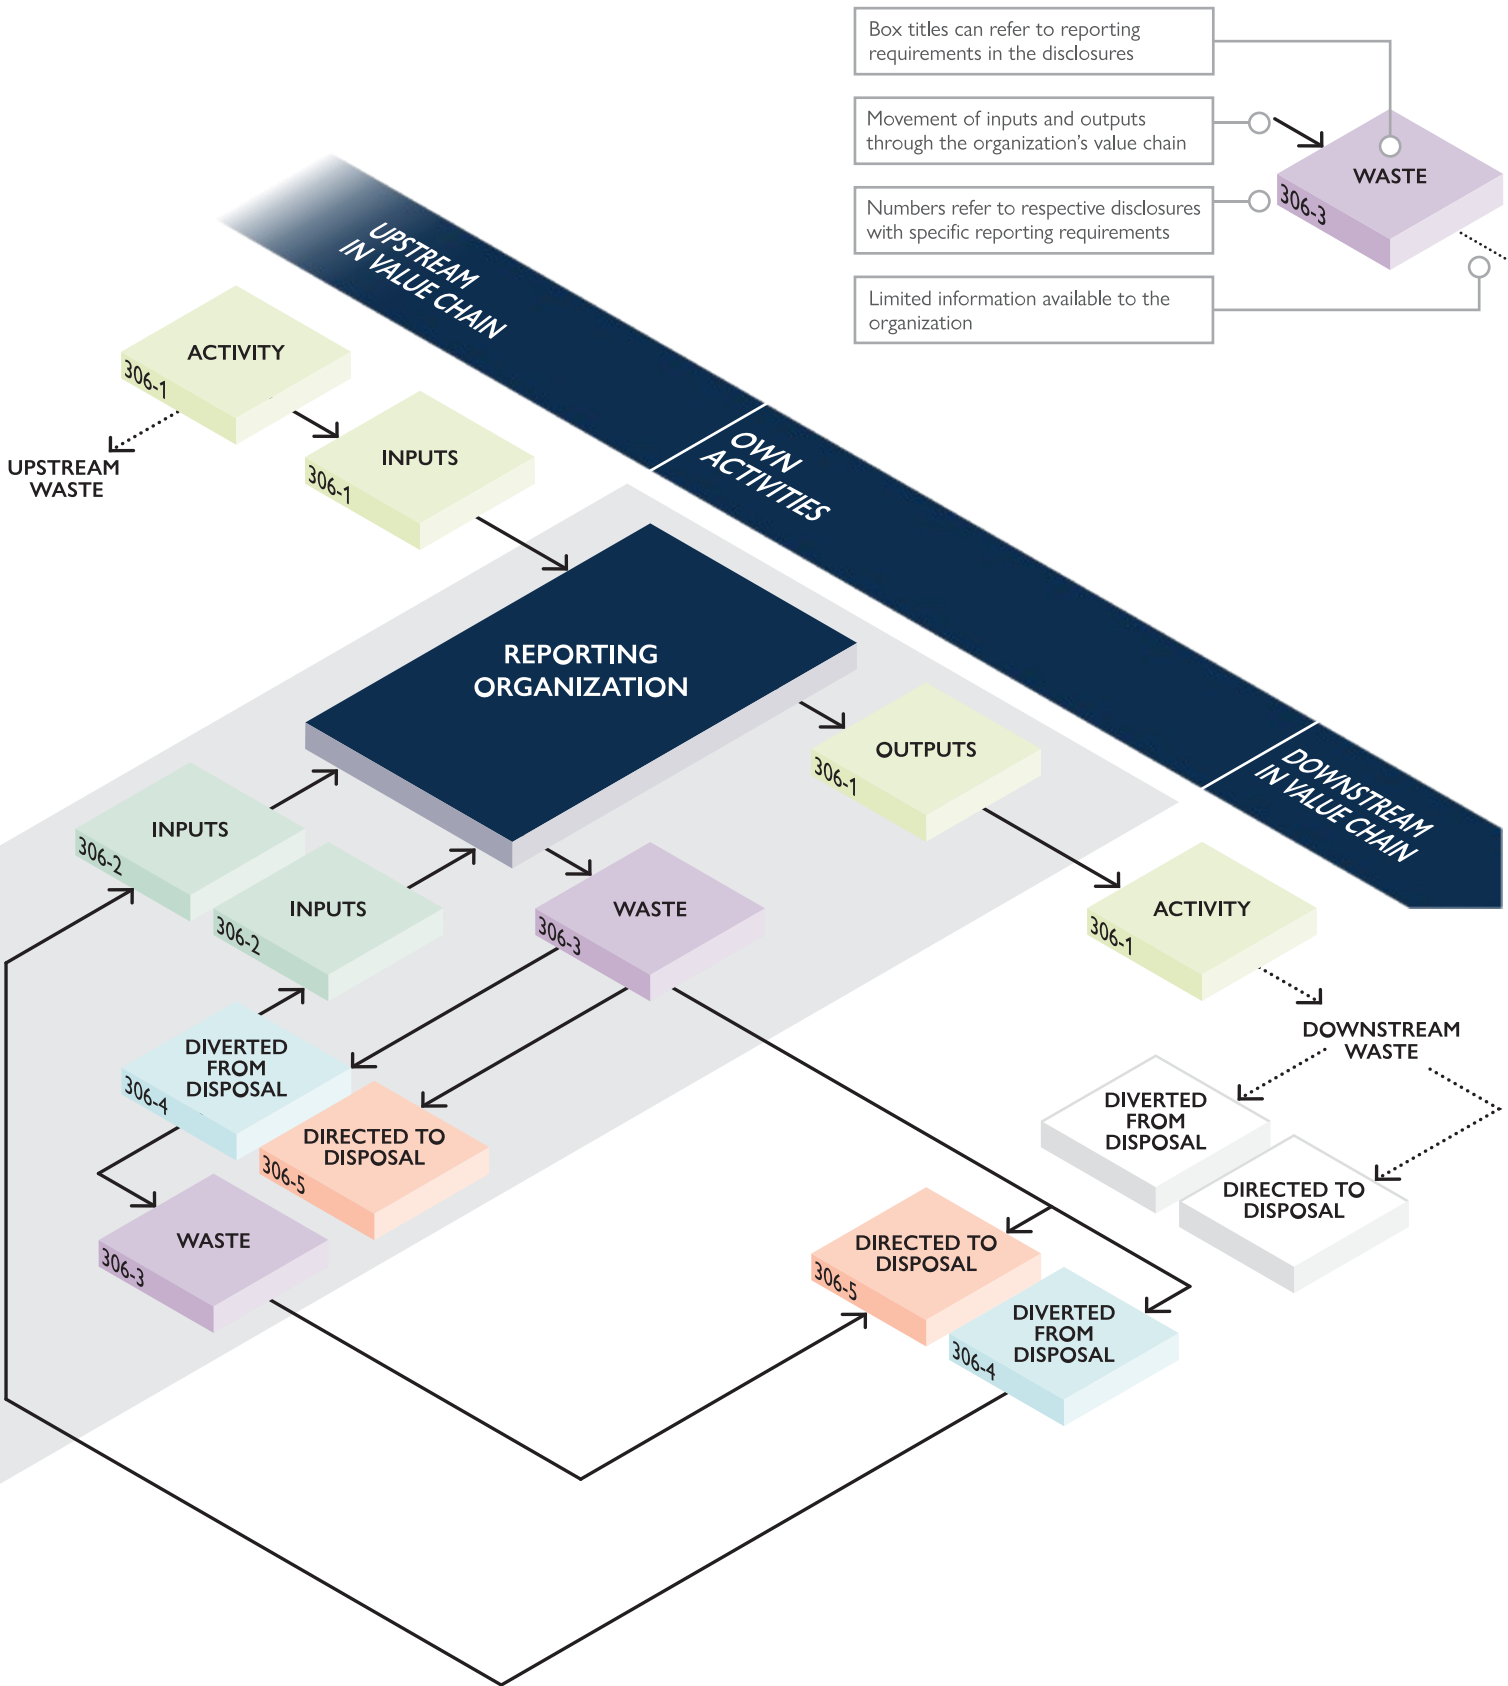 Box titles can refer to reporting
requirements in the disclosures
Movement of inputs and outputs
through the organization's value chain
Numbers refer to respective disclosures
with specific reporting requirements
Limited information available to the
organization
WASTE
306-3
UPSTREAM
IN VALUE CHAIN
OWN
ACTIVITIES
DOWNSTREAM
IN VALUE CHAIN
ACTIVITY
306-1
UPSTREAM
WASTE
INPUTS
306-1
REPORTING
ORGANIZATION
OUTPUTS
306-1
INPUTS
306-2
INPUTS
306-2
WASTE
306-3
ACTIVITY
306-1
DOWNSTREAM
WASTE
DIVERTED
FROM
DISPOSAL
306-4
DIRECTED TO
DISPOSAL
306-5
DIVERTED
FROM
DISPOSAL
DIRECTED TO
DISPOSAL
WASTE
306-3
DIRECTED TO
DISPOSAL
306-5
DIVERTED
FROM
DISPOSAL
306-4